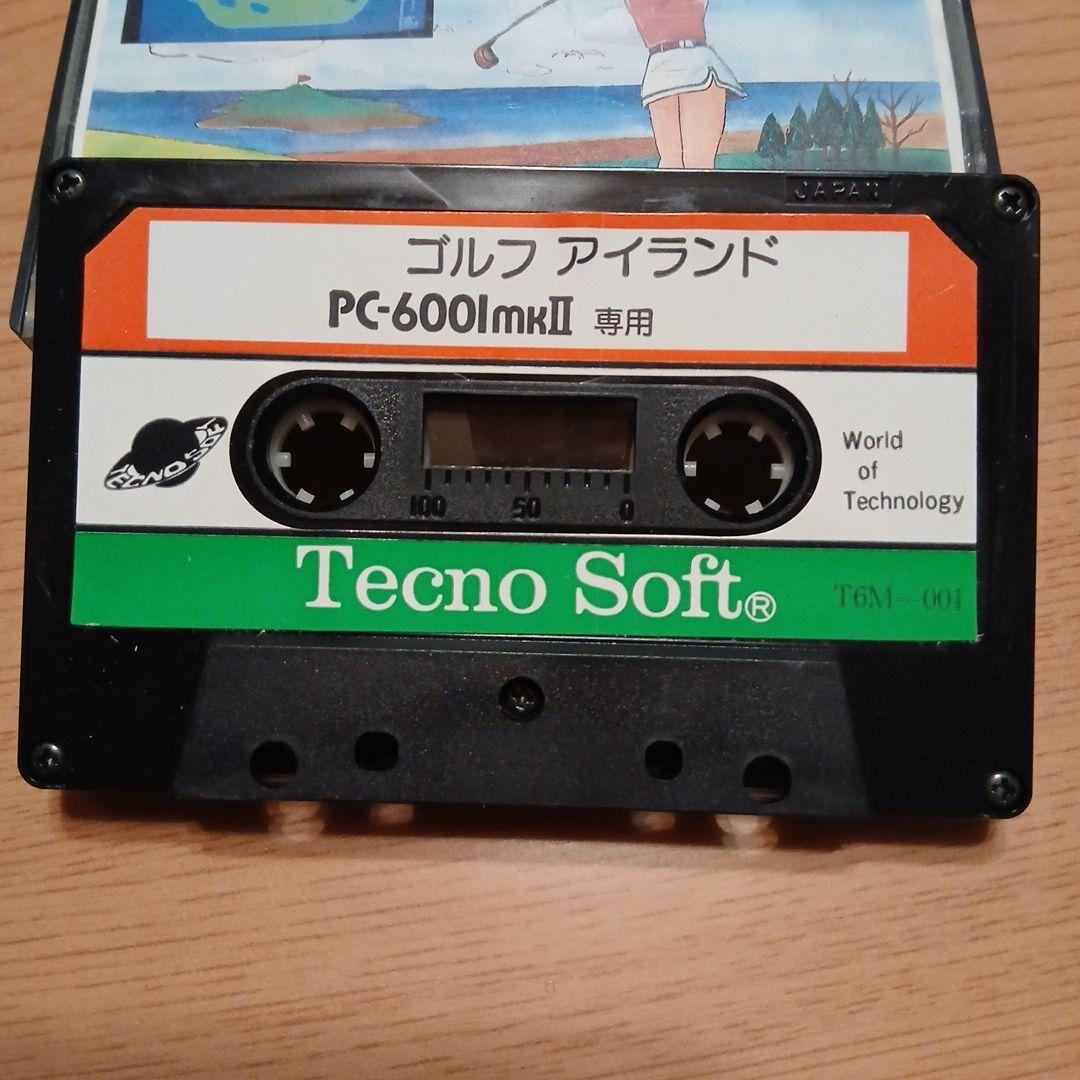 JAPAN
ゴルフ アイランド
PC-6001mkII 専用
TECNO SOFT
World
of
Technology
100 50 0
Tecno Soft®
T6M-001